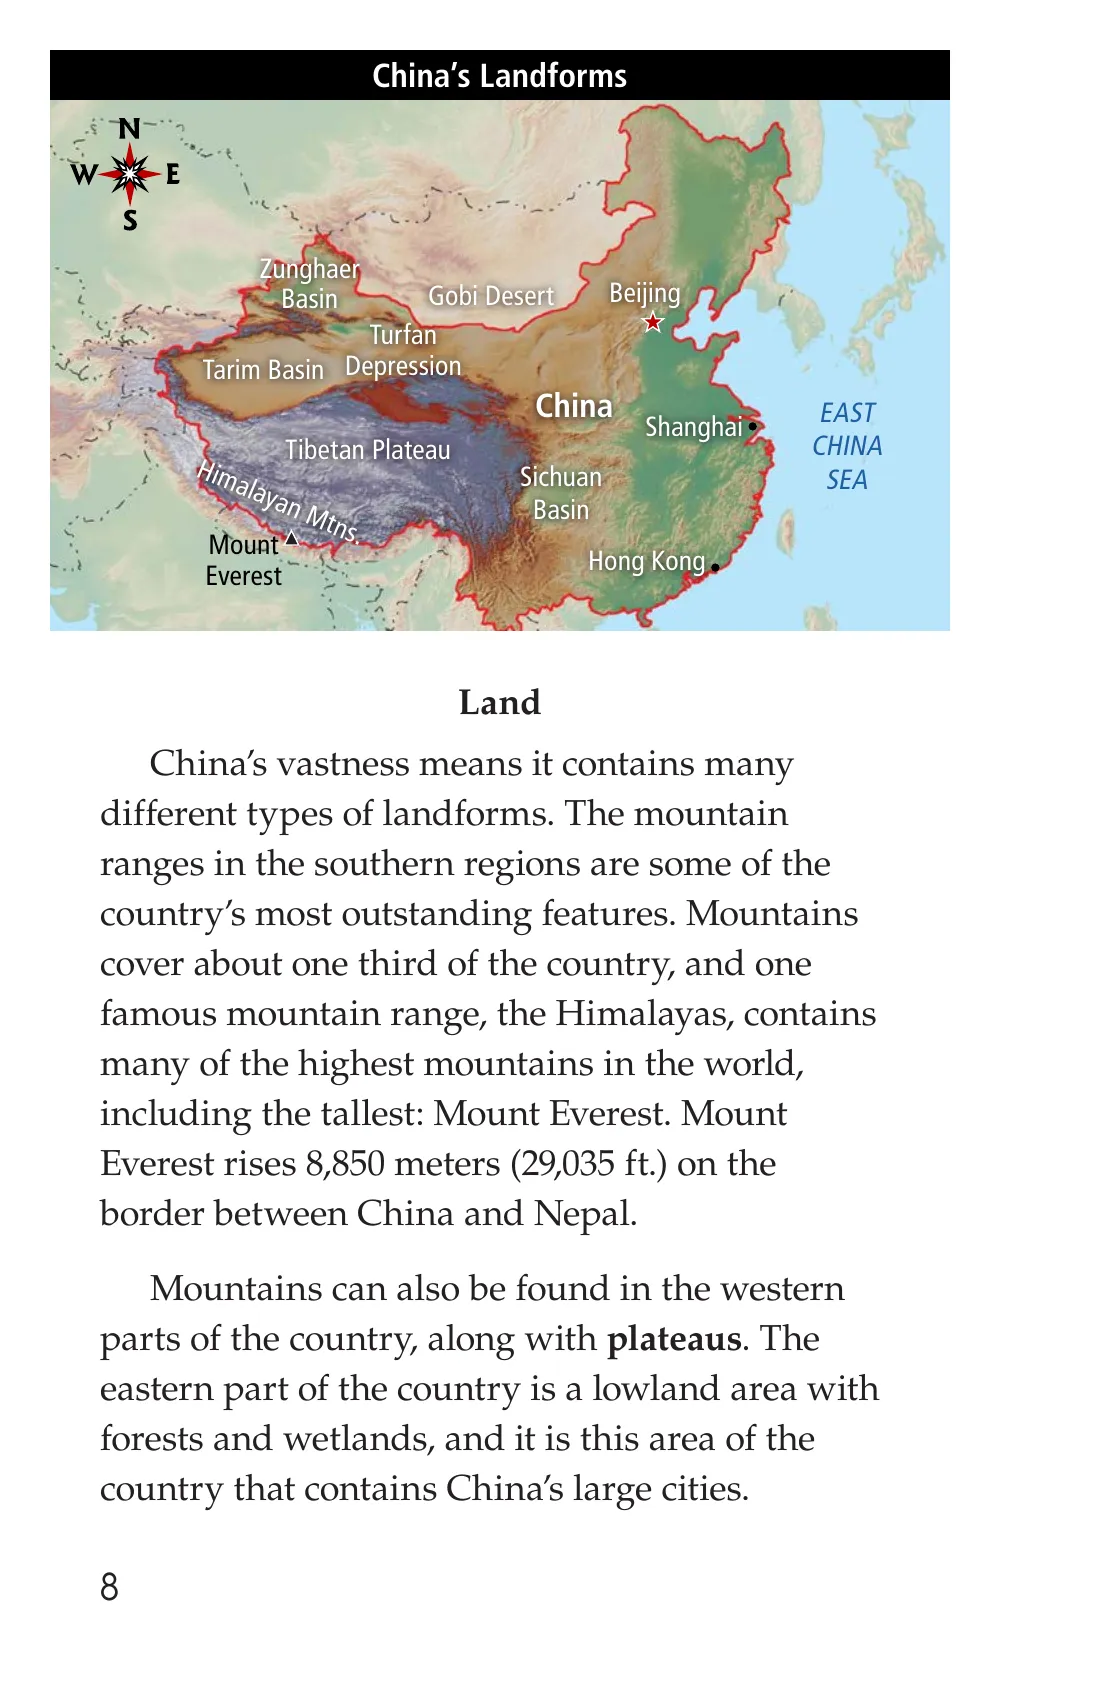 China’s Landforms
N
W E
S
Zunghaer
Basin
Gobi Desert
Beijing
Turfan
Depression
Tarim Basin
China
EAST
CHINA
SEA
Shanghai
Tibetan Plateau
Sichuan
Basin
Himalayan Mtns.
Mount
Everest
Hong Kong
Land
China’s vastness means it contains many
different types of landforms. The mountain
ranges in the southern regions are some of the
country’s most outstanding features. Mountains
cover about one third of the country, and one
famous mountain range, the Himalayas, contains
many of the highest mountains in the world,
including the tallest: Mount Everest. Mount
Everest rises 8,850 meters (29,035 ft.) on the
border between China and Nepal.
Mountains can also be found in the western
parts of the country, along with plateaus. The
eastern part of the country is a lowland area with
forests and wetlands, and it is this area of the
country that contains China’s large cities.
8